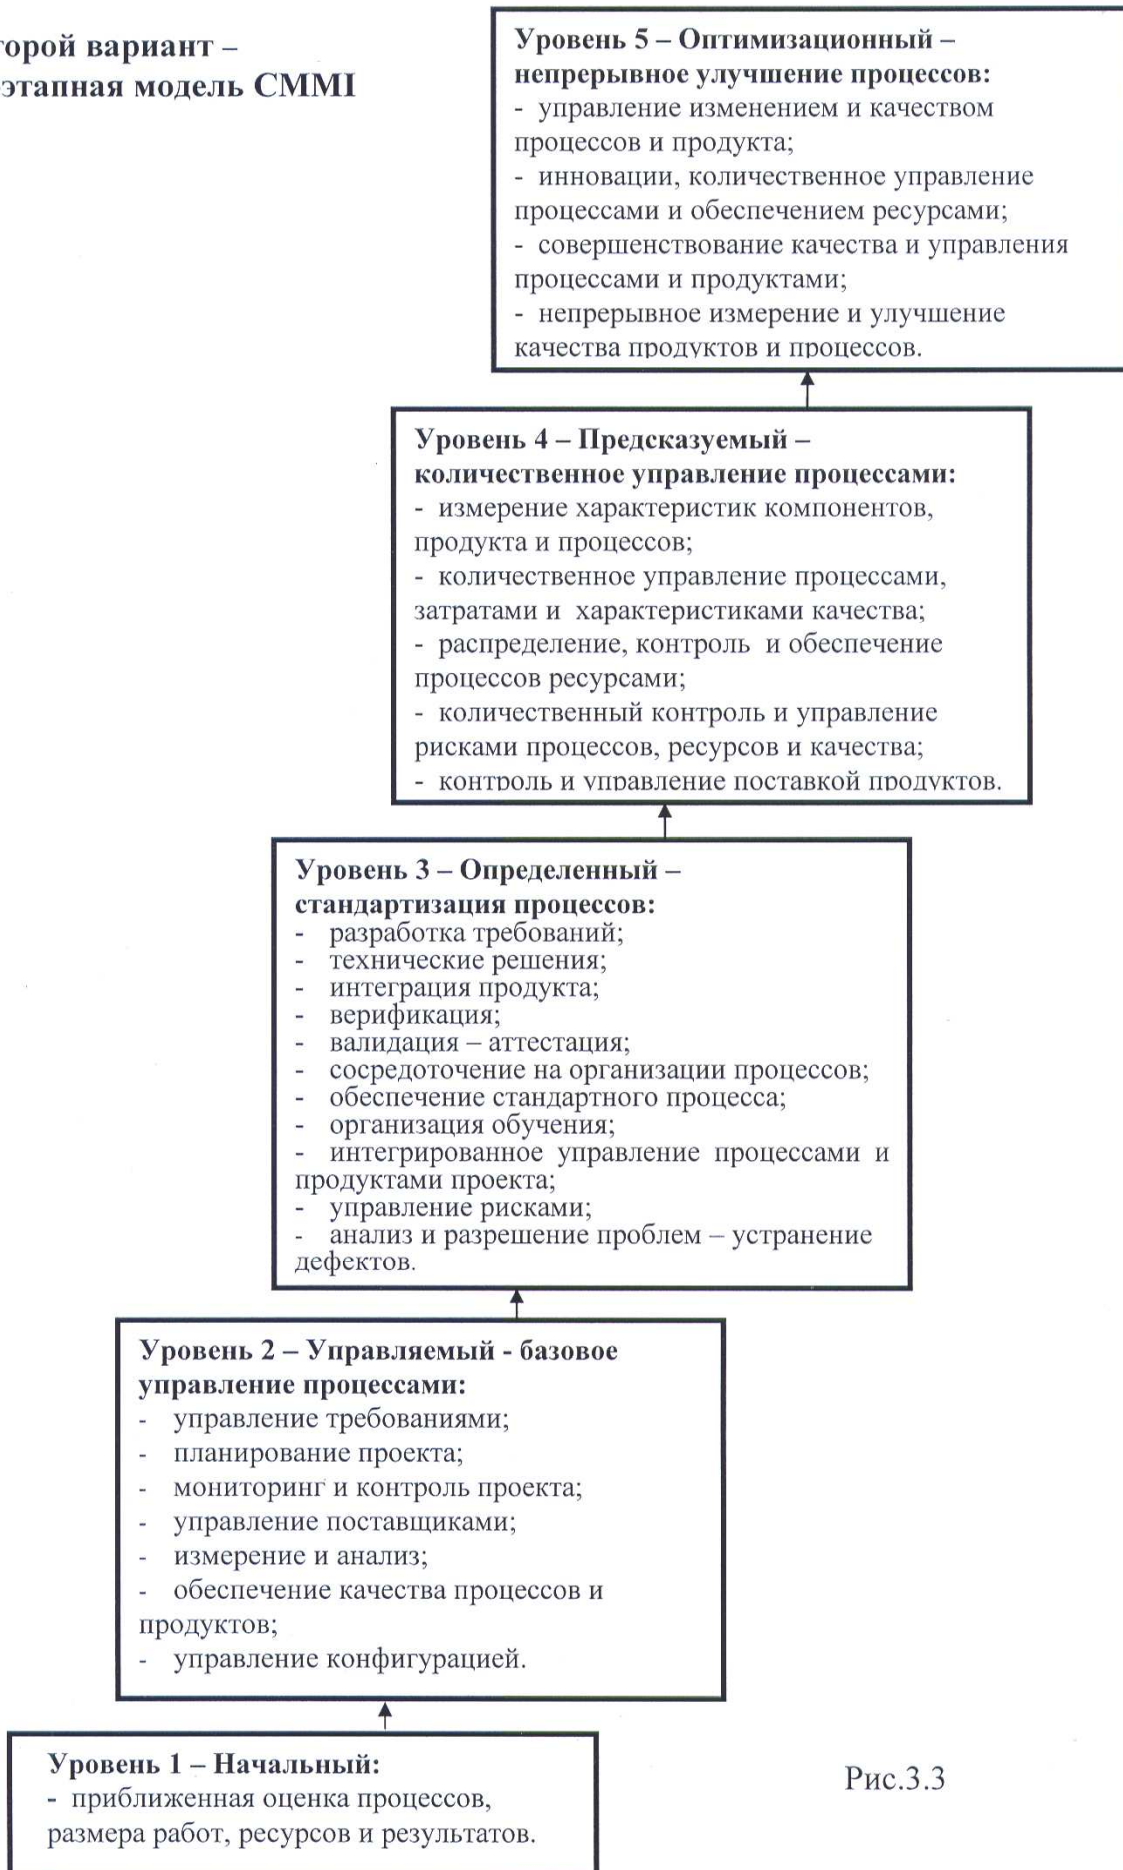 торой вариант –
этапная модель CMMI
Уровень 5 – Оптимизационный –
непрерывное улучшение процессов:
- управление изменением и качеством
процессов и продукта;
- инновации, количественное управление
процессами и обеспечением ресурсами;
- совершенствование качества и управления
процессами и продуктами;
- непрерывное измерение и улучшение
качества продуктов и процессов.
Уровень 4 – Предсказуемый –
количественное управление процессами:
- измерение характеристик компонентов,
продукта и процессов;
- количественное управление процессами,
затратами и характеристиками качества;
- распределение, контроль и обеспечение
процессов ресурсами;
- количественный контроль и управление
рисками процессов, ресурсов и качества;
- контроль и управление поставкой продуктов.
Уровень 3 – Определенный –
стандартизация процессов:
- разработка требований;
- технические решения;
- интеграция продукта;
- верификация;
- валидация – аттестация;
- сосредоточение на организации процессов;
- обеспечение стандартного процесса;
- организация обучения;
- интегрированное управление процессами и
продуктами проекта;
- управление рисками;
- анализ и разрешение проблем – устранение
дефектов.
Уровень 2 – Управляемый - базовое
управление процессами:
- управление требованиями;
- планирование проекта;
- мониторинг и контроль проекта;
- управление поставщиками;
- измерение и анализ;
- обеспечение качества процессов и
продуктов;
- управление конфигурацией.
Уровень 1 – Начальный:
- приближенная оценка процессов,
размера работ, ресурсов и результатов.
Рис.3.3